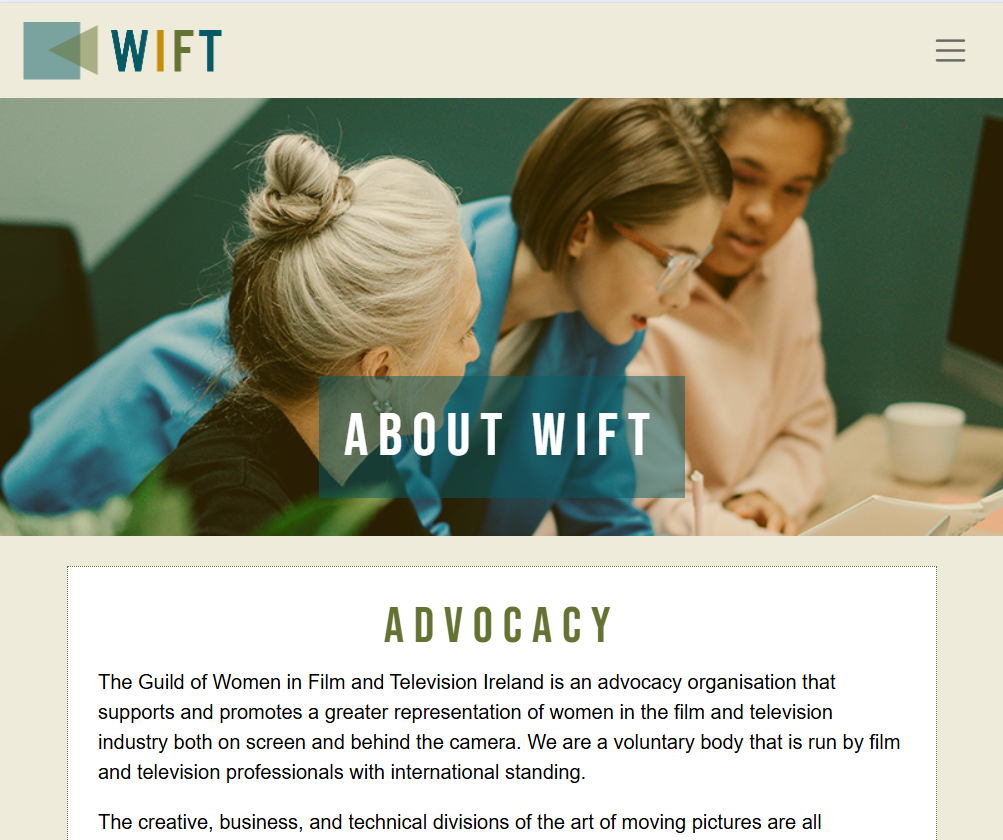 WIFT
ABOUT WIFT
ADVOCACY
The Guild of Women in Film and Television Ireland is an advocacy organisation that
supports and promotes a greater representation of women in the film and television
industry both on screen and behind the camera. We are a voluntary body that is run by film
and television professionals with international standing.
The creative, business, and technical divisions of the art of moving pictures are all